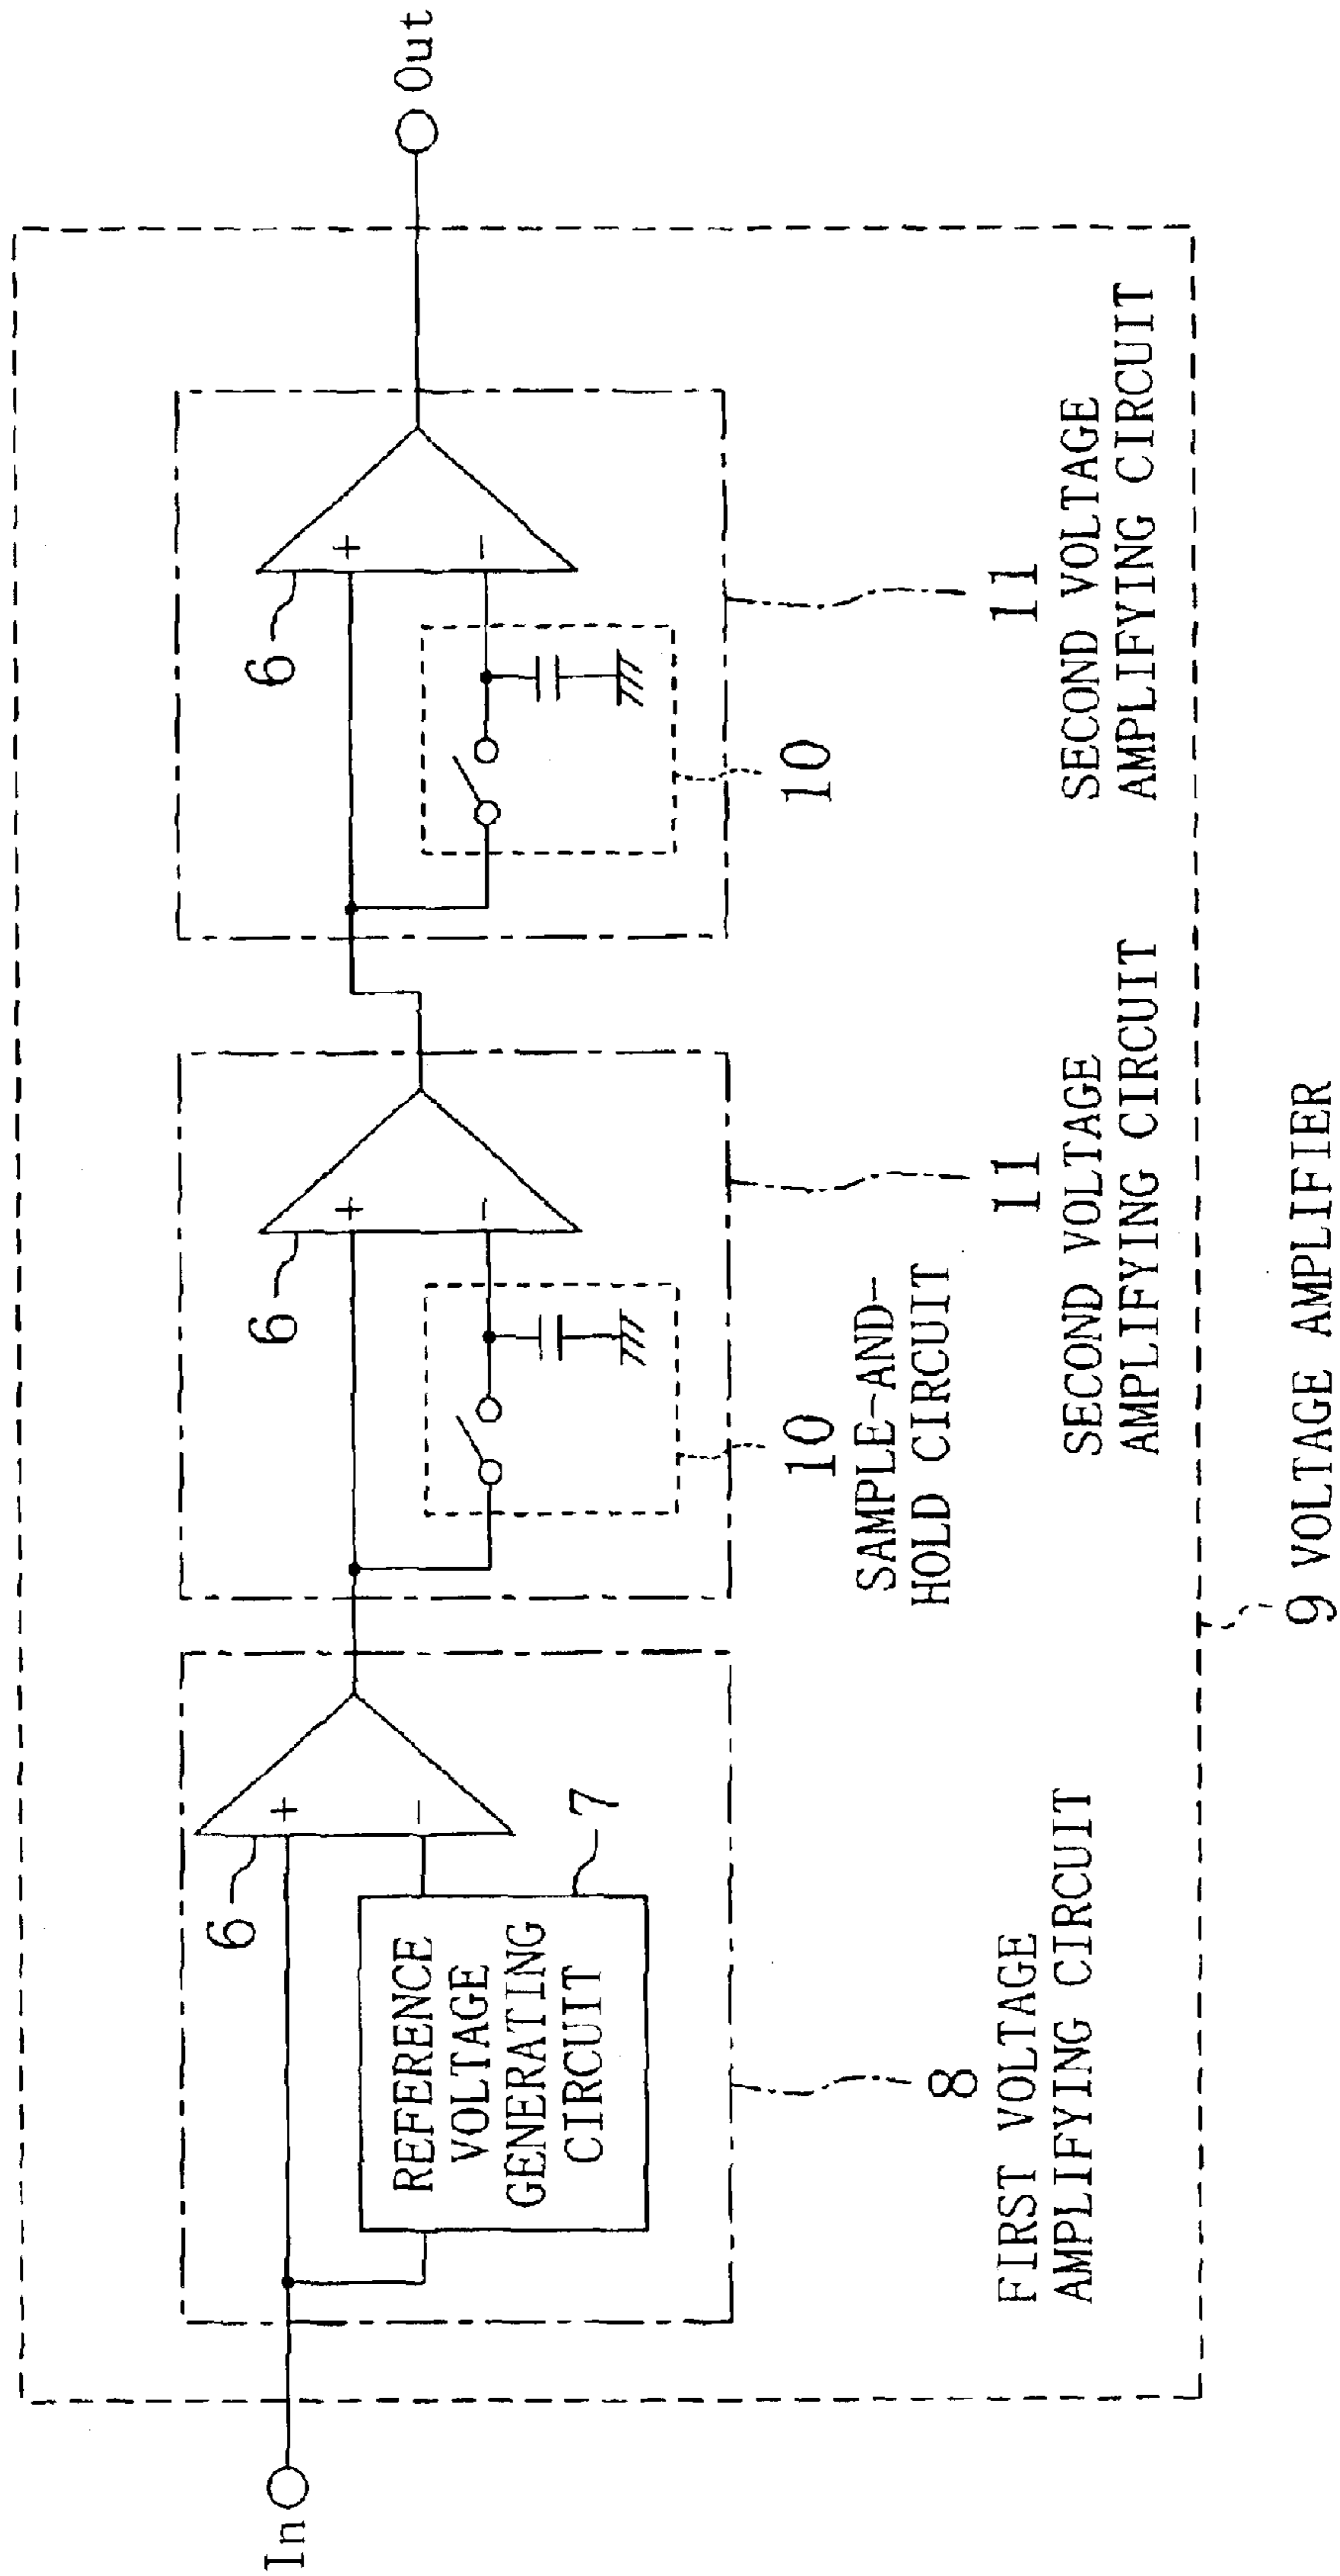 In
Out
6
+
-
REFERENCE
VOLTAGE
GENERATING
CIRCUIT
7
8
FIRST VOLTAGE
AMPLIFYING CIRCUIT
6
+
-
10
SAMPLE-AND-
HOLD CIRCUIT
11
SECOND VOLTAGE
AMPLIFYING CIRCUIT
6
+
-
10
11
SECOND VOLTAGE
AMPLIFYING CIRCUIT
9 VOLTAGE AMPLIFIER